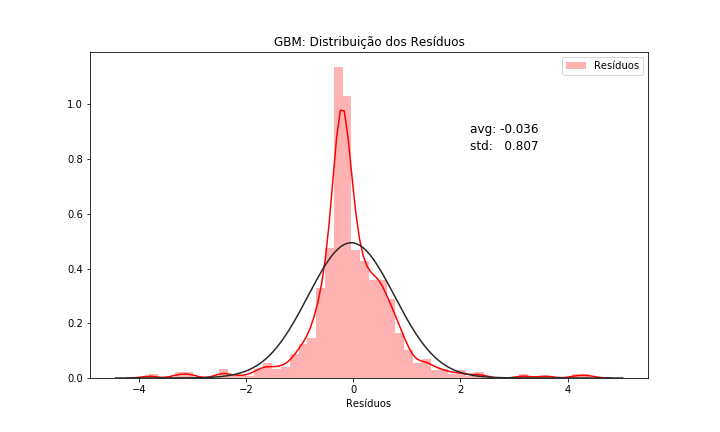 GBM: Distribuição dos Resíduos
Resíduos
avg: -0.036
std: 0.807
1.0
0.8
0.6
0.4
0.2
0.0
−4 −2 0 2 4
Resíduos